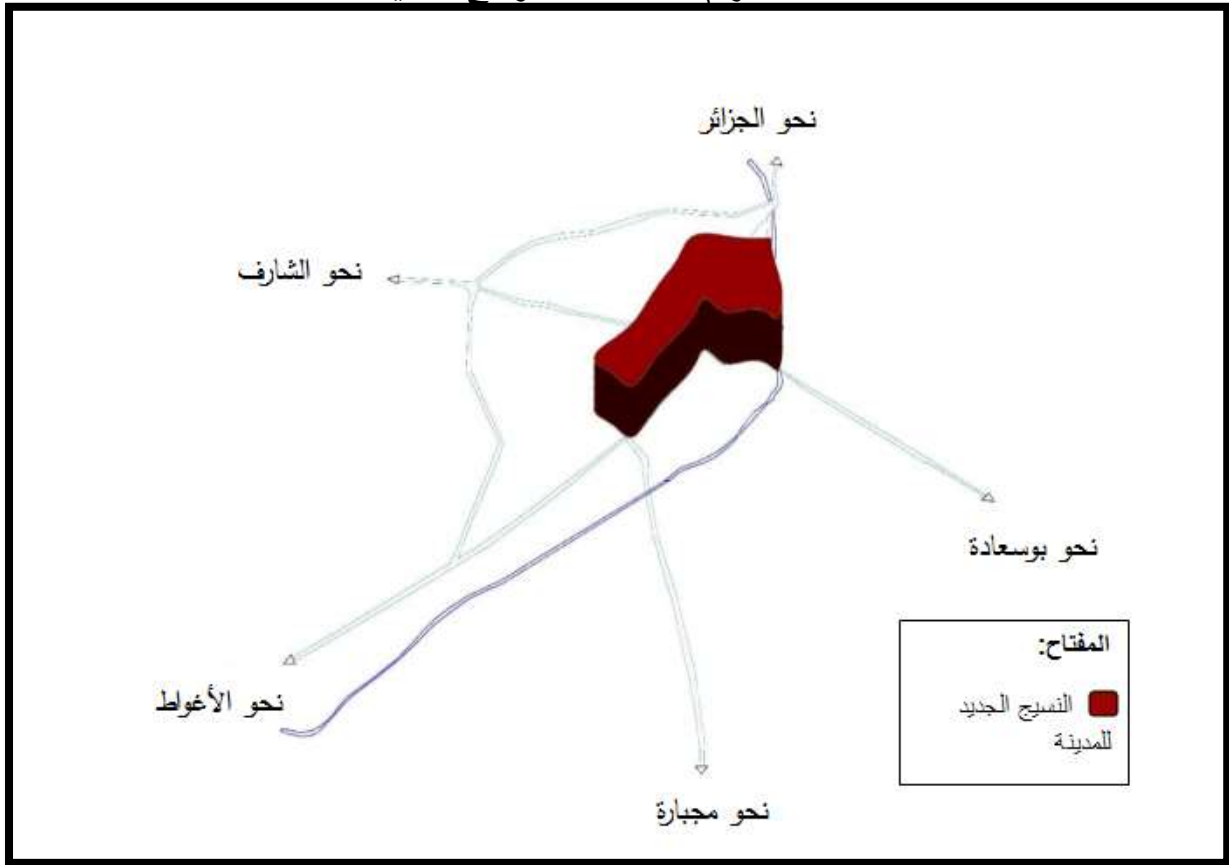 نحو الجزائر
نحو الشارف
نحو بوسعادة
المفتاح:
النسيج الجديد
للمدينة
نحو الأغواط
نحو مجبارة